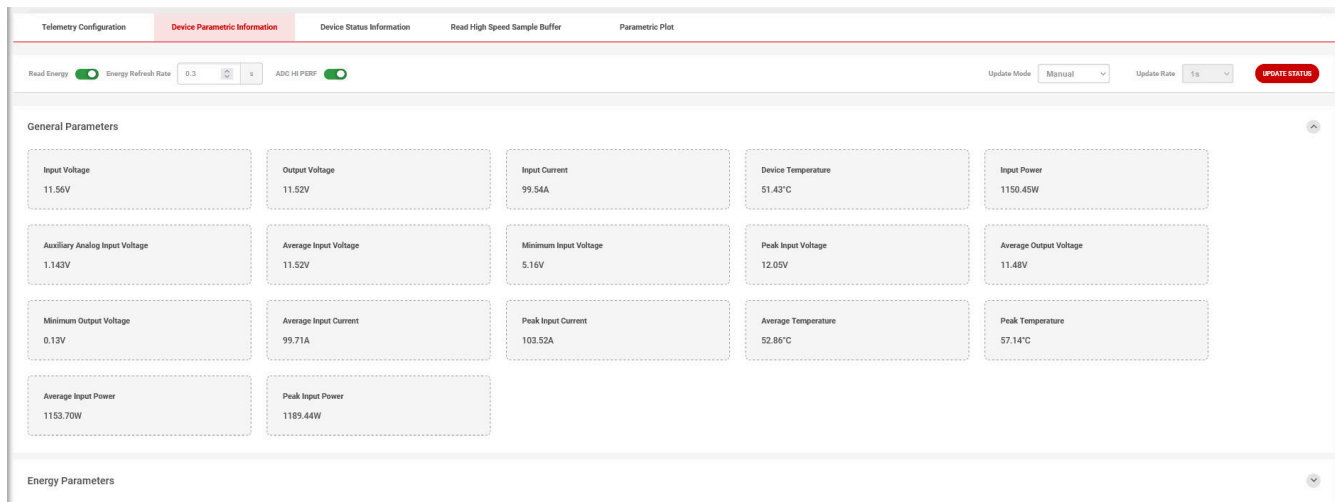 Telemetry Configuration Device Parametric Information Device Status Information Read High Speed Sample Buffer Parametric Plot
Read Energy Energy Refresh Rate 0.3 s ADC HI PERF Update Mode Manual Update Rate 1s UPDATE STATUS
General Parameters
Input Voltage Output Voltage Input Current Device Temperature Input Power
11.56V 11.52V 99.54A 51.43°C 1150.45W
Auxiliary Analog Input Voltage Average Input Voltage Minimum Input Voltage Peak Input Voltage Average Output Voltage
1.143V 11.52V 5.16V 12.05V 11.48V
Minimum Output Voltage Average Input Current Peak Input Current Average Temperature Peak Temperature
0.13V 99.71A 103.52A 52.86°C 57.14°C
Average Input Power Peak Input Power
1153.70W 1189.44W
Energy Parameters